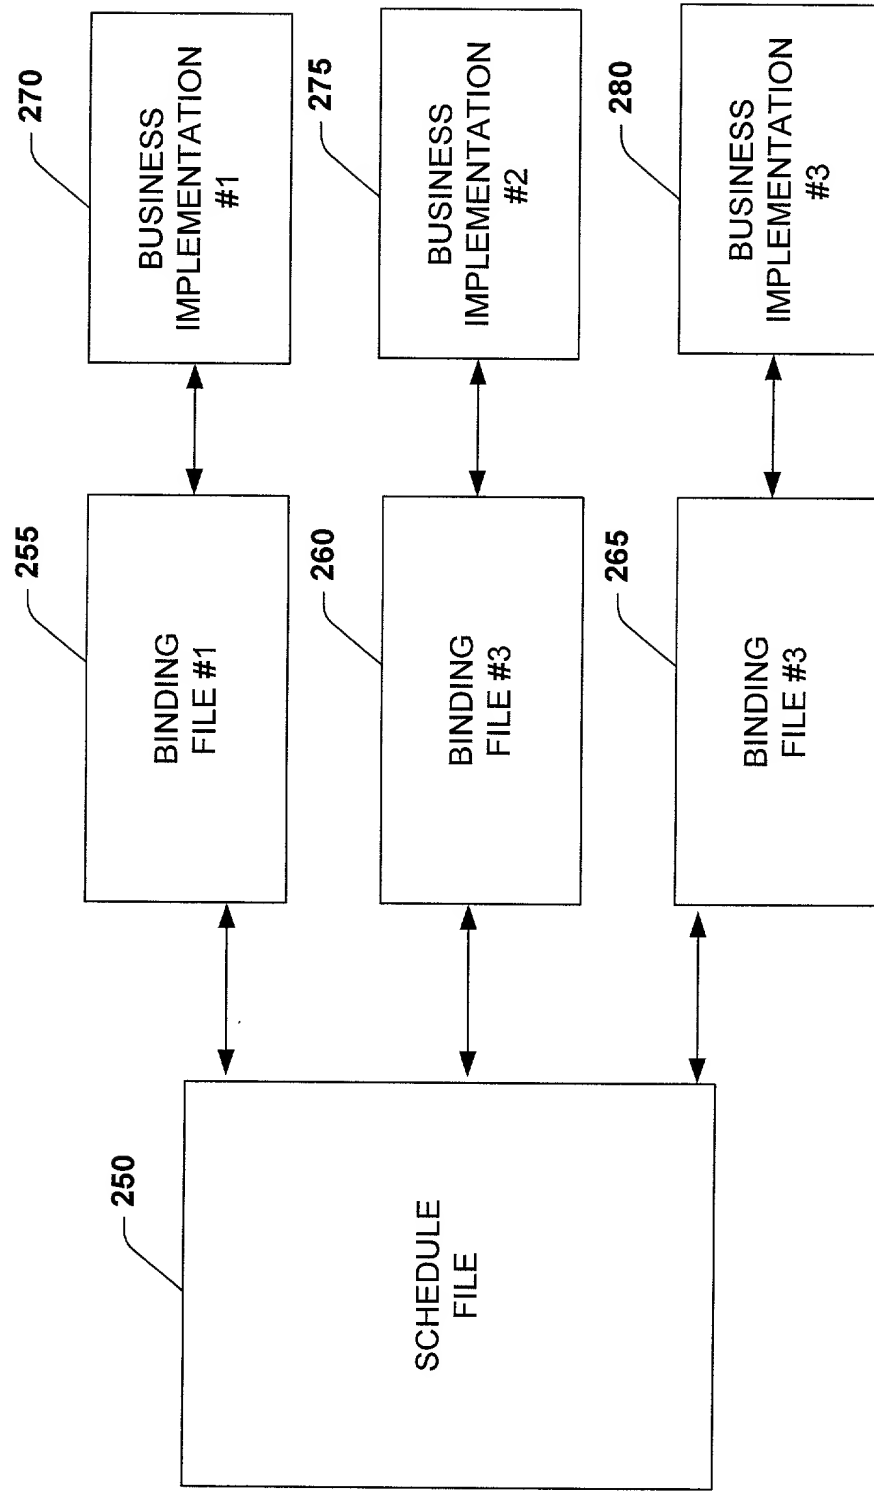 250
SCHEDULE
FILE
255
BINDING
FILE #1
260
BINDING
FILE #3
265
BINDING
FILE #3
270
BUSINESS
IMPLEMENTATION
#1
275
BUSINESS
IMPLEMENTATION
#2
280
BUSINESS
IMPLEMENTATION
#3